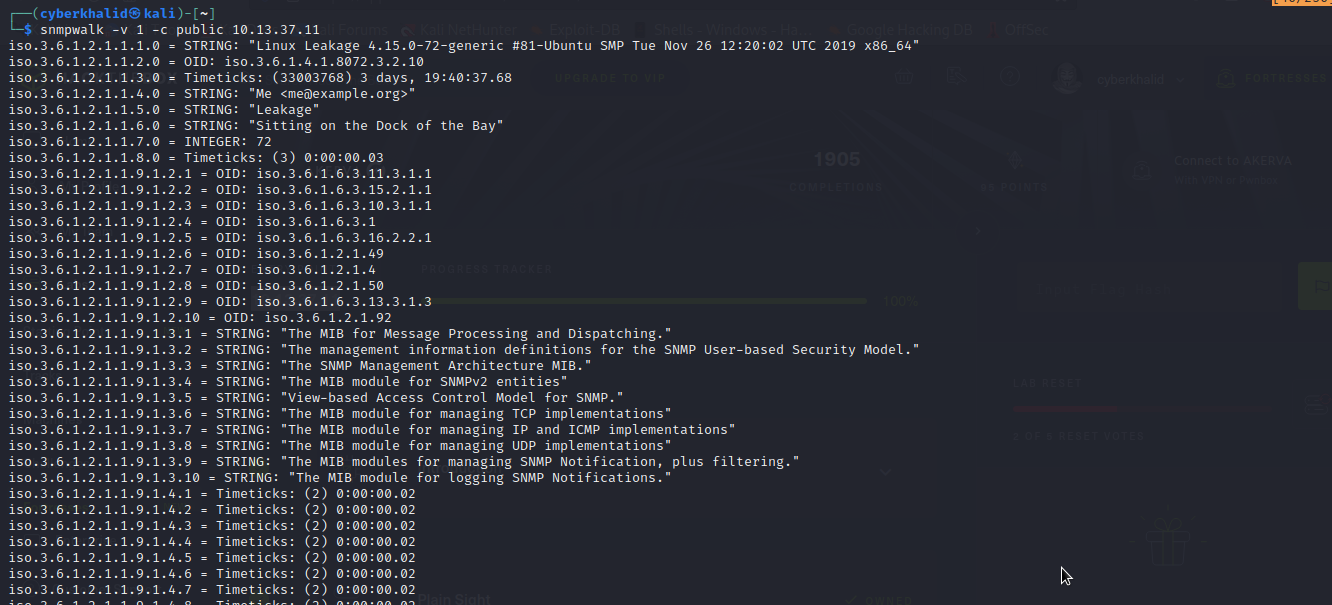 ┌──(cyberkhalid㉿kali)-[~]
└─$ snmpwalk -v 1 -c public 10.13.37.11
iso.3.6.1.2.1.1.1.0 = STRING: "Linux Leakage 4.15.0-72-generic #81-Ubuntu SMP Tue Nov 26 12:20:02 UTC 2019 x86_64"
iso.3.6.1.2.1.1.2.0 = OID: iso.3.6.1.4.1.8072.3.2.10
iso.3.6.1.2.1.1.3.0 = Timeticks: (33003768) 3 days, 19:40:37.68
iso.3.6.1.2.1.1.4.0 = STRING: "Me <me@example.org>"
iso.3.6.1.2.1.1.5.0 = STRING: "Leakage"
iso.3.6.1.2.1.1.6.0 = STRING: "Sitting on the Dock of the Bay"
iso.3.6.1.2.1.1.7.0 = INTEGER: 72
iso.3.6.1.2.1.1.8.0 = Timeticks: (3) 0:00:00.03
iso.3.6.1.2.1.1.9.1.2.1 = OID: iso.3.6.1.6.3.11.3.1.1
iso.3.6.1.2.1.1.9.1.2.2 = OID: iso.3.6.1.6.3.15.2.1.1
iso.3.6.1.2.1.1.9.1.2.3 = OID: iso.3.6.1.6.3.10.3.1.1
iso.3.6.1.2.1.1.9.1.2.4 = OID: iso.3.6.1.6.3.1
iso.3.6.1.2.1.1.9.1.2.5 = OID: iso.3.6.1.6.3.16.2.2.1
iso.3.6.1.2.1.1.9.1.2.6 = OID: iso.3.6.1.2.1.49
iso.3.6.1.2.1.1.9.1.2.7 = OID: iso.3.6.1.2.1.4
iso.3.6.1.2.1.1.9.1.2.8 = OID: iso.3.6.1.2.1.50
iso.3.6.1.2.1.1.9.1.2.9 = OID: iso.3.6.1.6.3.13.3.1.3
iso.3.6.1.2.1.1.9.1.2.10 = OID: iso.3.6.1.2.1.92
iso.3.6.1.2.1.1.9.1.3.1 = STRING: "The MIB for Message Processing and Dispatching."
iso.3.6.1.2.1.1.9.1.3.2 = STRING: "The management information definitions for the SNMP User-based Security Model."
iso.3.6.1.2.1.1.9.1.3.3 = STRING: "The SNMP Management Architecture MIB."
iso.3.6.1.2.1.1.9.1.3.4 = STRING: "The MIB module for SNMPv2 entities"
iso.3.6.1.2.1.1.9.1.3.5 = STRING: "View-based Access Control Model for SNMP."
iso.3.6.1.2.1.1.9.1.3.6 = STRING: "The MIB module for managing TCP implementations"
iso.3.6.1.2.1.1.9.1.3.7 = STRING: "The MIB module for managing IP and ICMP implementations"
iso.3.6.1.2.1.1.9.1.3.8 = STRING: "The MIB module for managing UDP implementations"
iso.3.6.1.2.1.1.9.1.3.9 = STRING: "The MIB modules for managing SNMP Notification, plus filtering."
iso.3.6.1.2.1.1.9.1.3.10 = STRING: "The MIB module for logging SNMP Notifications."
iso.3.6.1.2.1.1.9.1.4.1 = Timeticks: (2) 0:00:00.02
iso.3.6.1.2.1.1.9.1.4.2 = Timeticks: (2) 0:00:00.02
iso.3.6.1.2.1.1.9.1.4.3 = Timeticks: (2) 0:00:00.02
iso.3.6.1.2.1.1.9.1.4.4 = Timeticks: (2) 0:00:00.02
iso.3.6.1.2.1.1.9.1.4.5 = Timeticks: (2) 0:00:00.02
iso.3.6.1.2.1.1.9.1.4.6 = Timeticks: (2) 0:00:00.02
iso.3.6.1.2.1.1.9.1.4.7 = Timeticks: (2) 0:00:00.02
UPGRADE TO VIP
cyberkhalid
FORTRESSES
1905
COMPLETIONS
POINTS
Connect to AKERVA
PROGRESS TRACKER
100%
LAB RESET
Plain Sight
OWNED